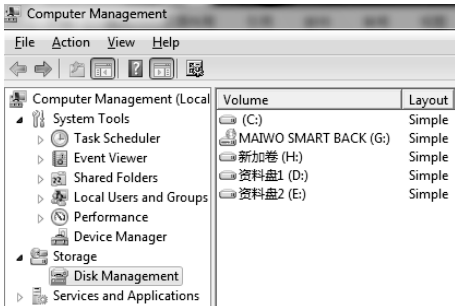 Computer Management
File Action View Help
Computer Management (Local
System Tools
Task Scheduler
Event Viewer
Shared Folders
Local Users and Groups
Performance
Device Manager
Storage
Disk Management
Services and Applications
Volume Layout
(C:) Simple
MAIWO SMART BACK (G:) Simple
新加卷 (H:) Simple
资料盘1 (D:) Simple
资料盘2 (E:) Simple